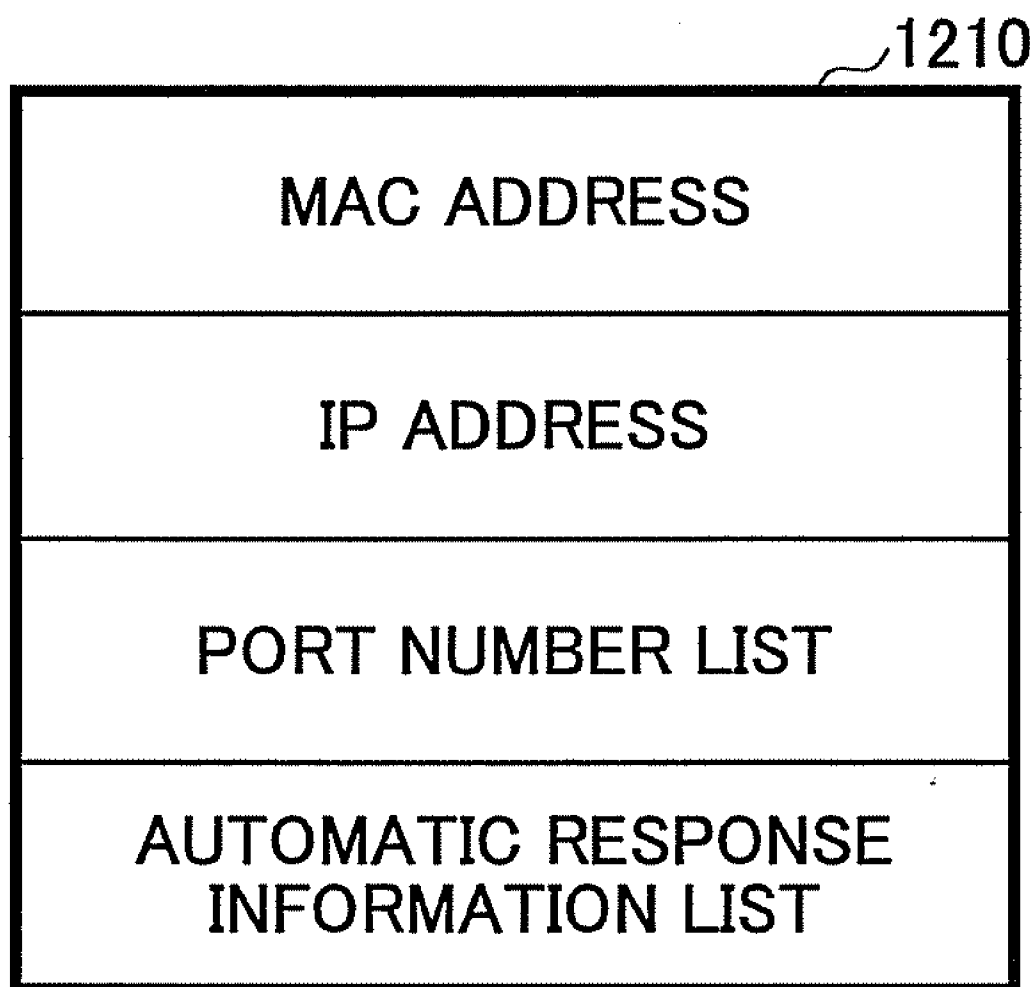 1210
MAC ADDRESS
IP ADDRESS
PORT NUMBER LIST
AUTOMATIC RESPONSE
INFORMATION LIST